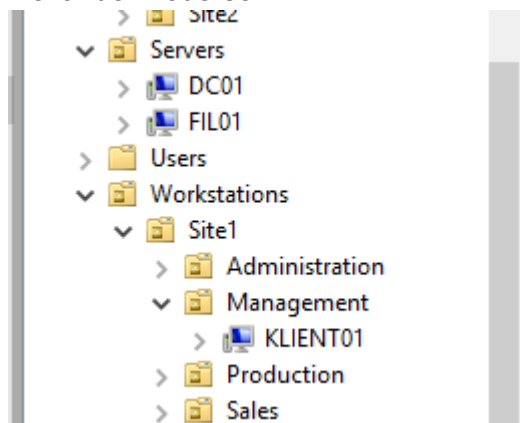 Site2
Servers
DC01
FIL01
Users
Workstations
Site1
Administration
Management
KLIENT01
Production
Sales